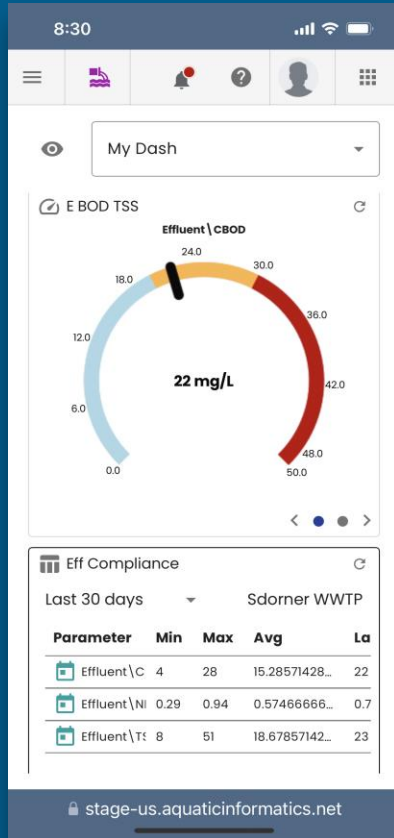 8:30
My Dash
E BOD TSS
Effluent\CBOD
24.0
18.0
30.0
36.0
12.0
22 mg/L
42.0
6.0
48.0
0.0
50.0
Eff Compliance
Last 30 days Sdorner WWTP
Parameter Min Max Avg La
Effluent\C 4 28 15.28571428... 22
Effluent\NI 0.29 0.94 0.57466666... 0.7
Effluent\TS 8 51 18.67857142... 23
stage-us.aquaticinformatics.net